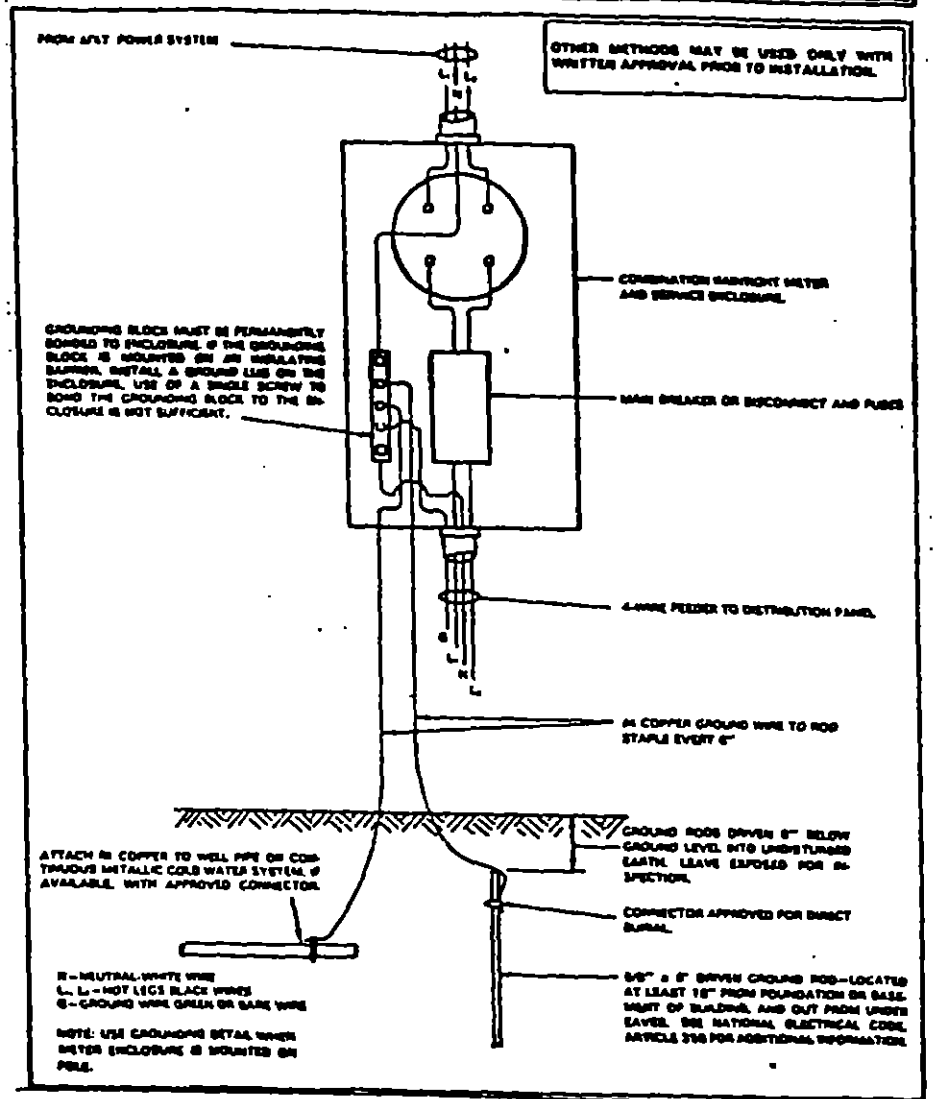 FROM POWER SYSTEM
OTHER METHODS MAY BE USED ONLY WITH
WRITTEN APPROVAL PRIOR TO INSTALLATION.
L N L
COMBINATION METER
AND SERVICE ENCLOSURE.
GROUNDING BLOCK MUST BE PERMANENTLY
BONDED TO ENCLOSURE. IF THE GROUNDING
BLOCK IS MOUNTED ON AN INSULATING
BARRIER, INSTALL A GROUND LUG ON THE
ENCLOSURE. USE OF A SINGLE SCREW TO
BOND THE GROUNDING BLOCK TO THE EN-
CLOSURE IS NOT SUFFICIENT.
MAIN BREAKER OR DISCONNECT AND FUSES
4-WIRE FEEDER TO DISTRIBUTION PANEL.
G L N L
COPPER GROUND WIRE TO ROD
STAPLE EVERY
GROUND RODS DRIVEN BELOW
GROUND LEVEL INTO UNDISTURBED
EARTH. LEAVE EXPOSED FOR IN-
SPECTION.
ATTACH COPPER TO WELL PIPE OR CON-
TINUOUS METALLIC COLD WATER SYSTEM, IF
AVAILABLE, WITH APPROVED CONNECTOR.
CONNECTOR APPROVED FOR DIRECT
BURIAL.
N - NEUTRAL-WHITE WIRE
L, L - HOT LEGS BLACK WIRES
G - GROUND WIRE GREEN OR BARE WIRE
DRIVEN GROUND ROD-LOCATED
AT LEAST FROM FOUNDATION OR BASE-
MENT OF BUILDING, AND OUT FROM UNDER
EAVES. SEE NATIONAL ELECTRICAL CODE,
ARTICLE FOR ADDITIONAL INFORMATION.
NOTE: USE GROUNDING DETAIL WHEN
METER ENCLOSURE IS MOUNTED ON
POLE.